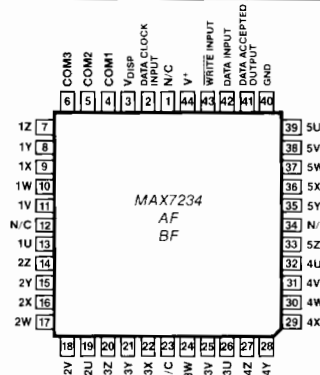 COM3
COM2
COM1
VDISP
DATA CLOCK INPUT
N/C
V+
WRITE INPUT
DATA INPUT
DATA ACCEPTED OUTPUT
GND
6 5 4 3 2 1 44 43 42 41 40
1Z 7
1Y 8
1X 9
1W 10
1V 11
N/C 12
1U 13
2Z 14
2Y 15
2X 16
2W 17
MAX7234
AF
BF
39 5U
38 5V
37 5W
36 5X
35 5Y
34 N/
33 5Z
32 4U
31 4V
30 4W
29 4X
18 19 20 21 22 23 24 25 26 27 28
2V
2U
3Z
3Y
3X
/C
3W
3V
3U
4Z
4Y